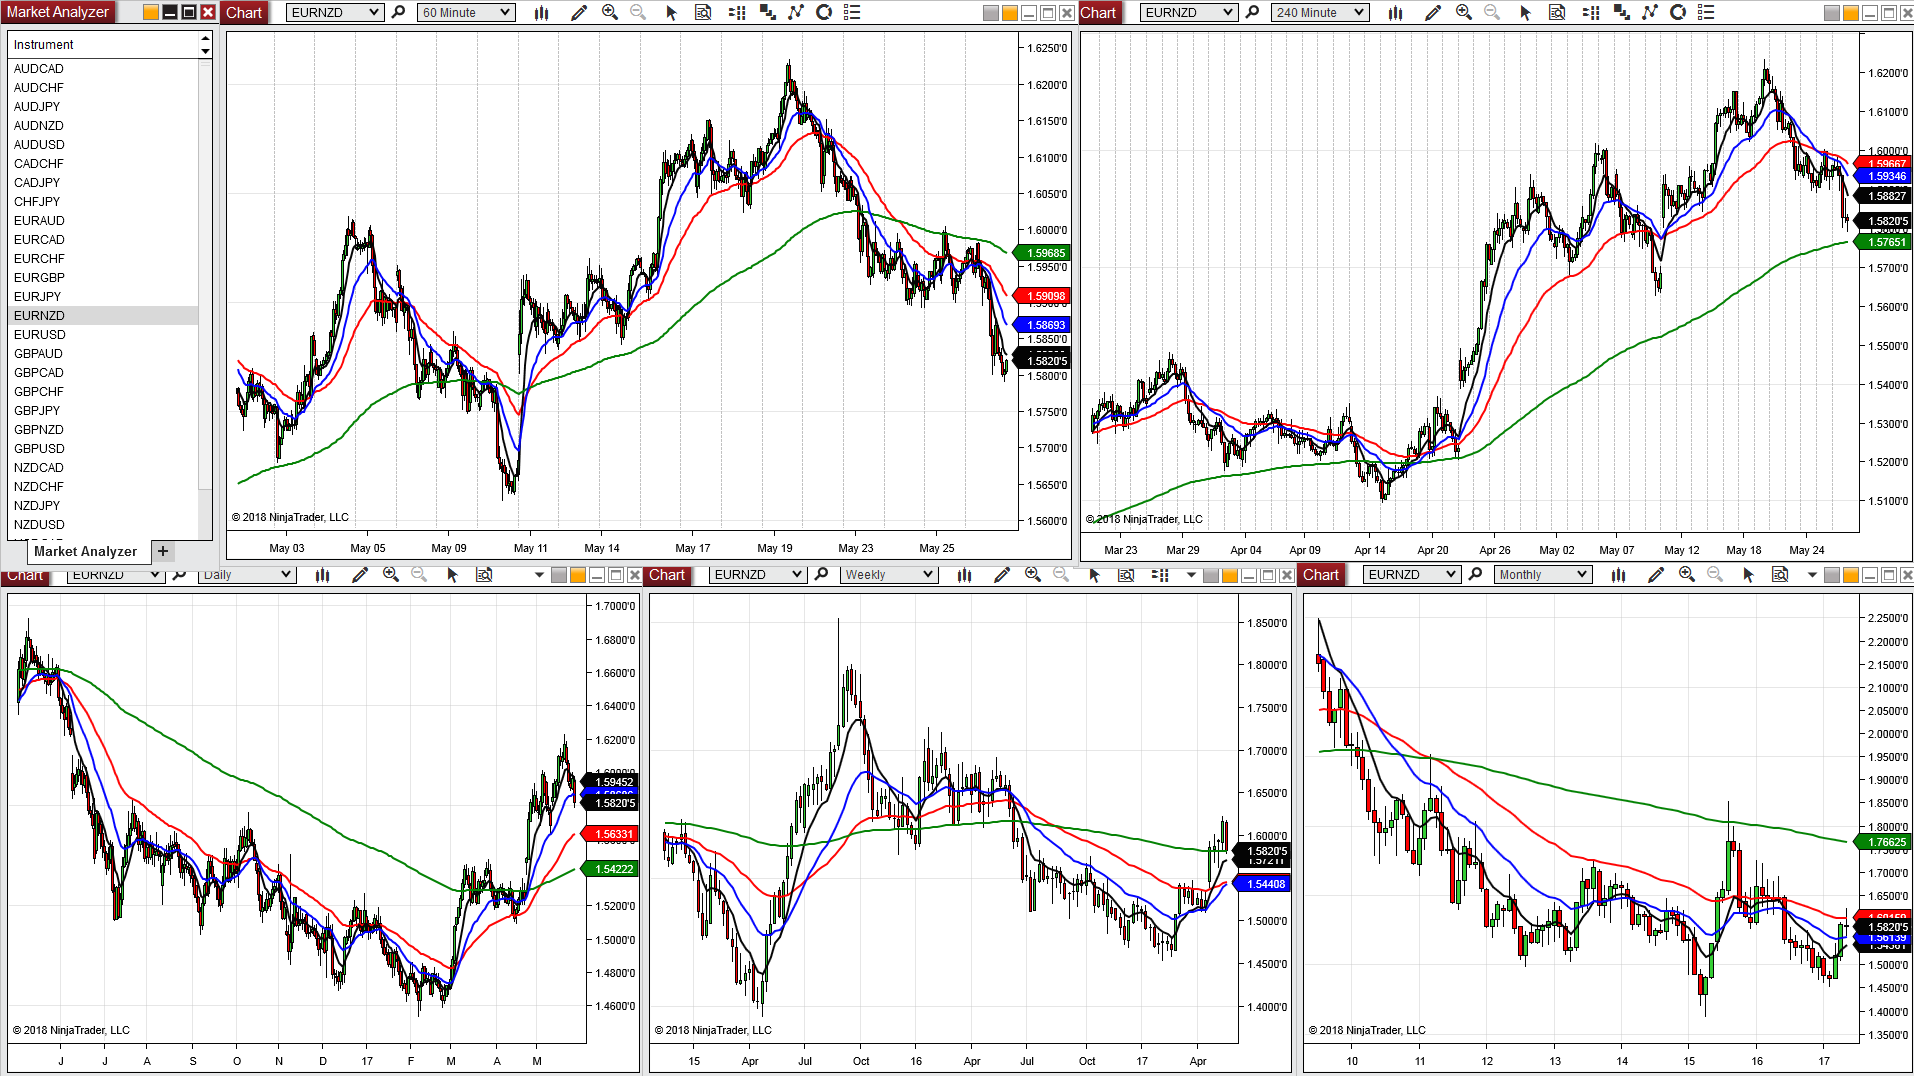 Market Analyzer
Instrument
AUDCAD
AUDCHF
AUDJPY
AUDNZD
AUDUSD
CADCHF
CADJPY
CHFJPY
EURAUD
EURCAD
EURCHF
EURGBP
EURJPY
EURNZD
EURUSD
GBPAUD
GBPCAD
GBPCHF
GBPJPY
GBPNZD
GBPUSD
NZDCAD
NZDCHF
NZDJPY
NZDUSD
Market Analyzer +
Chart EURNZD 60 Minute
1.6250'0
1.6200'0
1.6150'0
1.6100'0
1.6050'0
1.6000'0
1.59685
1.5950'0
1.59098
1.58693
1.5850'0
1.5820'5
1.5800'0
1.5750'0
1.5700'0
1.5650'0
1.5600'0
© 2018 NinjaTrader, LLC
May 03 May 05 May 09 May 11 May 14 May 17 May 19 May 23 May 25
Chart EURNZD 240 Minute
1.6200'0
1.6100'0
1.6000'0
1.59667
1.59346
1.58827
1.5820'5
1.57651
1.5700'0
1.5600'0
1.5500'0
1.5400'0
1.5300'0
1.5200'0
1.5100'0
© 2018 NinjaTrader, LLC
Mar 23 Mar 29 Apr 04 Apr 09 Apr 14 Apr 20 Apr 26 May 02 May 07 May 12 May 18 May 24
Chart EURNZD Daily
1.7000'0
1.6800'0
1.6600'0
1.6400'0
1.6200'0
1.59452
1.5820'5
1.56331
1.54222
1.5200'0
1.5000'0
1.4800'0
1.4600'0
© 2018 NinjaTrader, LLC
J J A S O N D 17 F M A M
Chart EURNZD Weekly
1.8500'0
1.8000'0
1.7500'0
1.7000'0
1.6500'0
1.6000'0
1.5820'5
1.57211
1.54408
1.5000'0
1.4500'0
1.4000'0
© 2018 NinjaTrader, LLC
15 Apr Jul Oct 16 Apr Jul Oct 17 Apr
Chart EURNZD Monthly
2.2500'0
2.2000'0
2.1500'0
2.1000'0
2.0500'0
2.0000'0
1.9500'0
1.9000'0
1.8500'0
1.8000'0
1.76625
1.7000'0
1.6500'0
1.5820'5
1.56139
1.5000'0
1.4500'0
1.4000'0
1.3500'0
© 2018 NinjaTrader, LLC
10 11 12 13 14 15 16 17